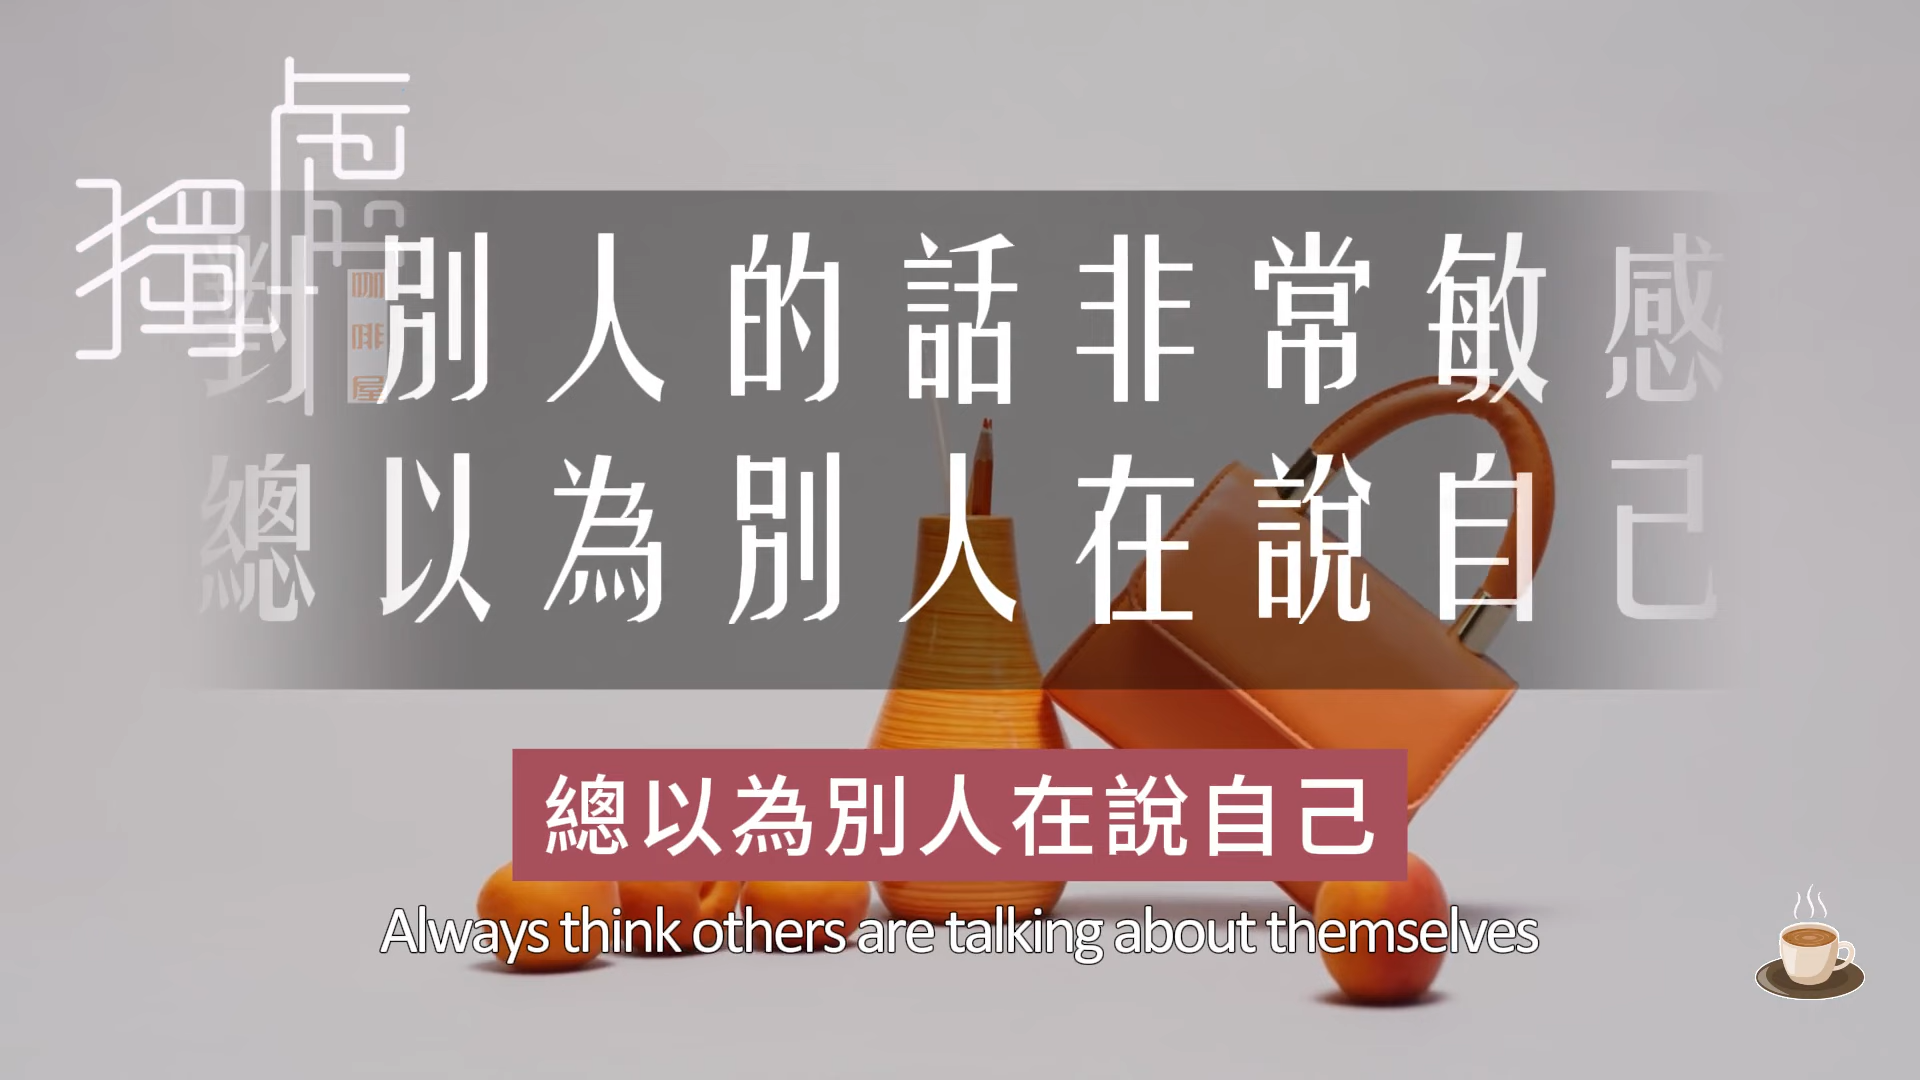 獨處
咖啡屋
對別人的話非常敏感
總以為別人在說自己
總以為別人在說自己
Always think others are talking about themselves